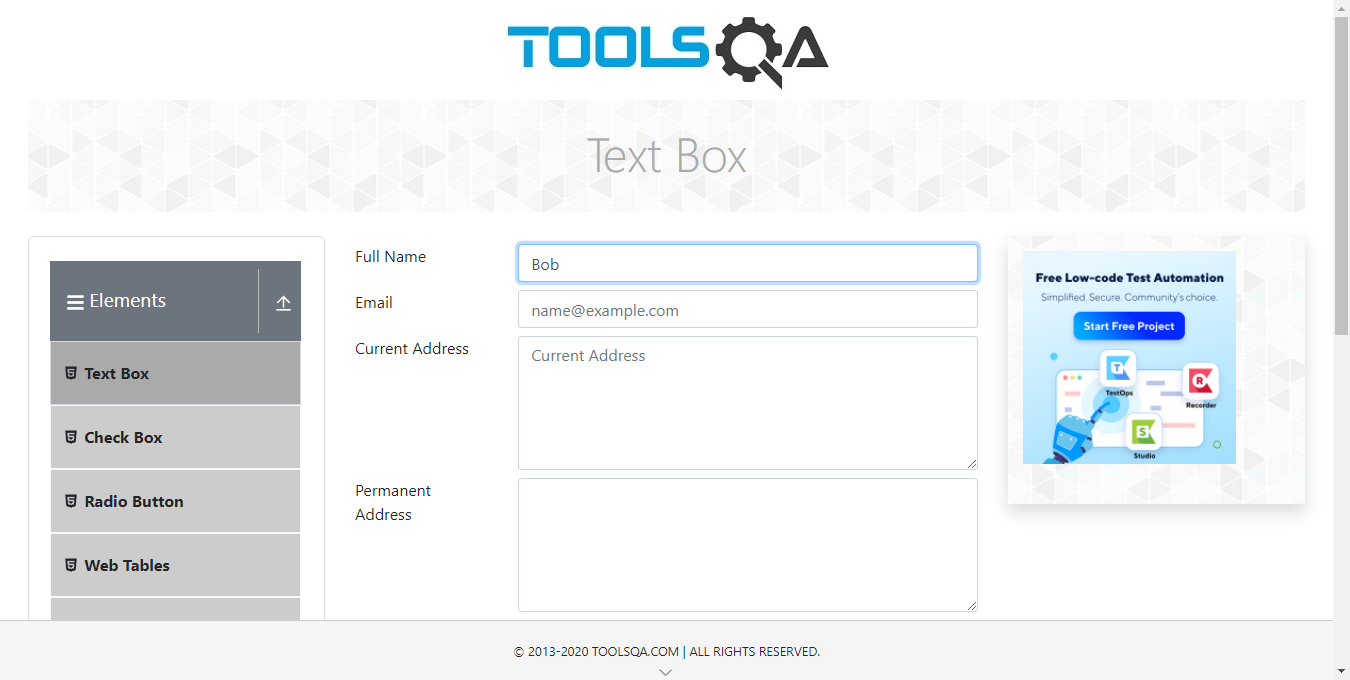 TOOLSQA
Text Box
Elements
Text Box
Check Box
Radio Button
Web Tables
Full Name
Bob
Email
name@example.com
Current Address
Current Address
Permanent
Address
Free Low-code Test Automation
Simplified. Secure. Community's choice.
Start Free Project
TestOps
Recorder
Studio
© 2013-2020 TOOLSQA.COM | ALL RIGHTS RESERVED.